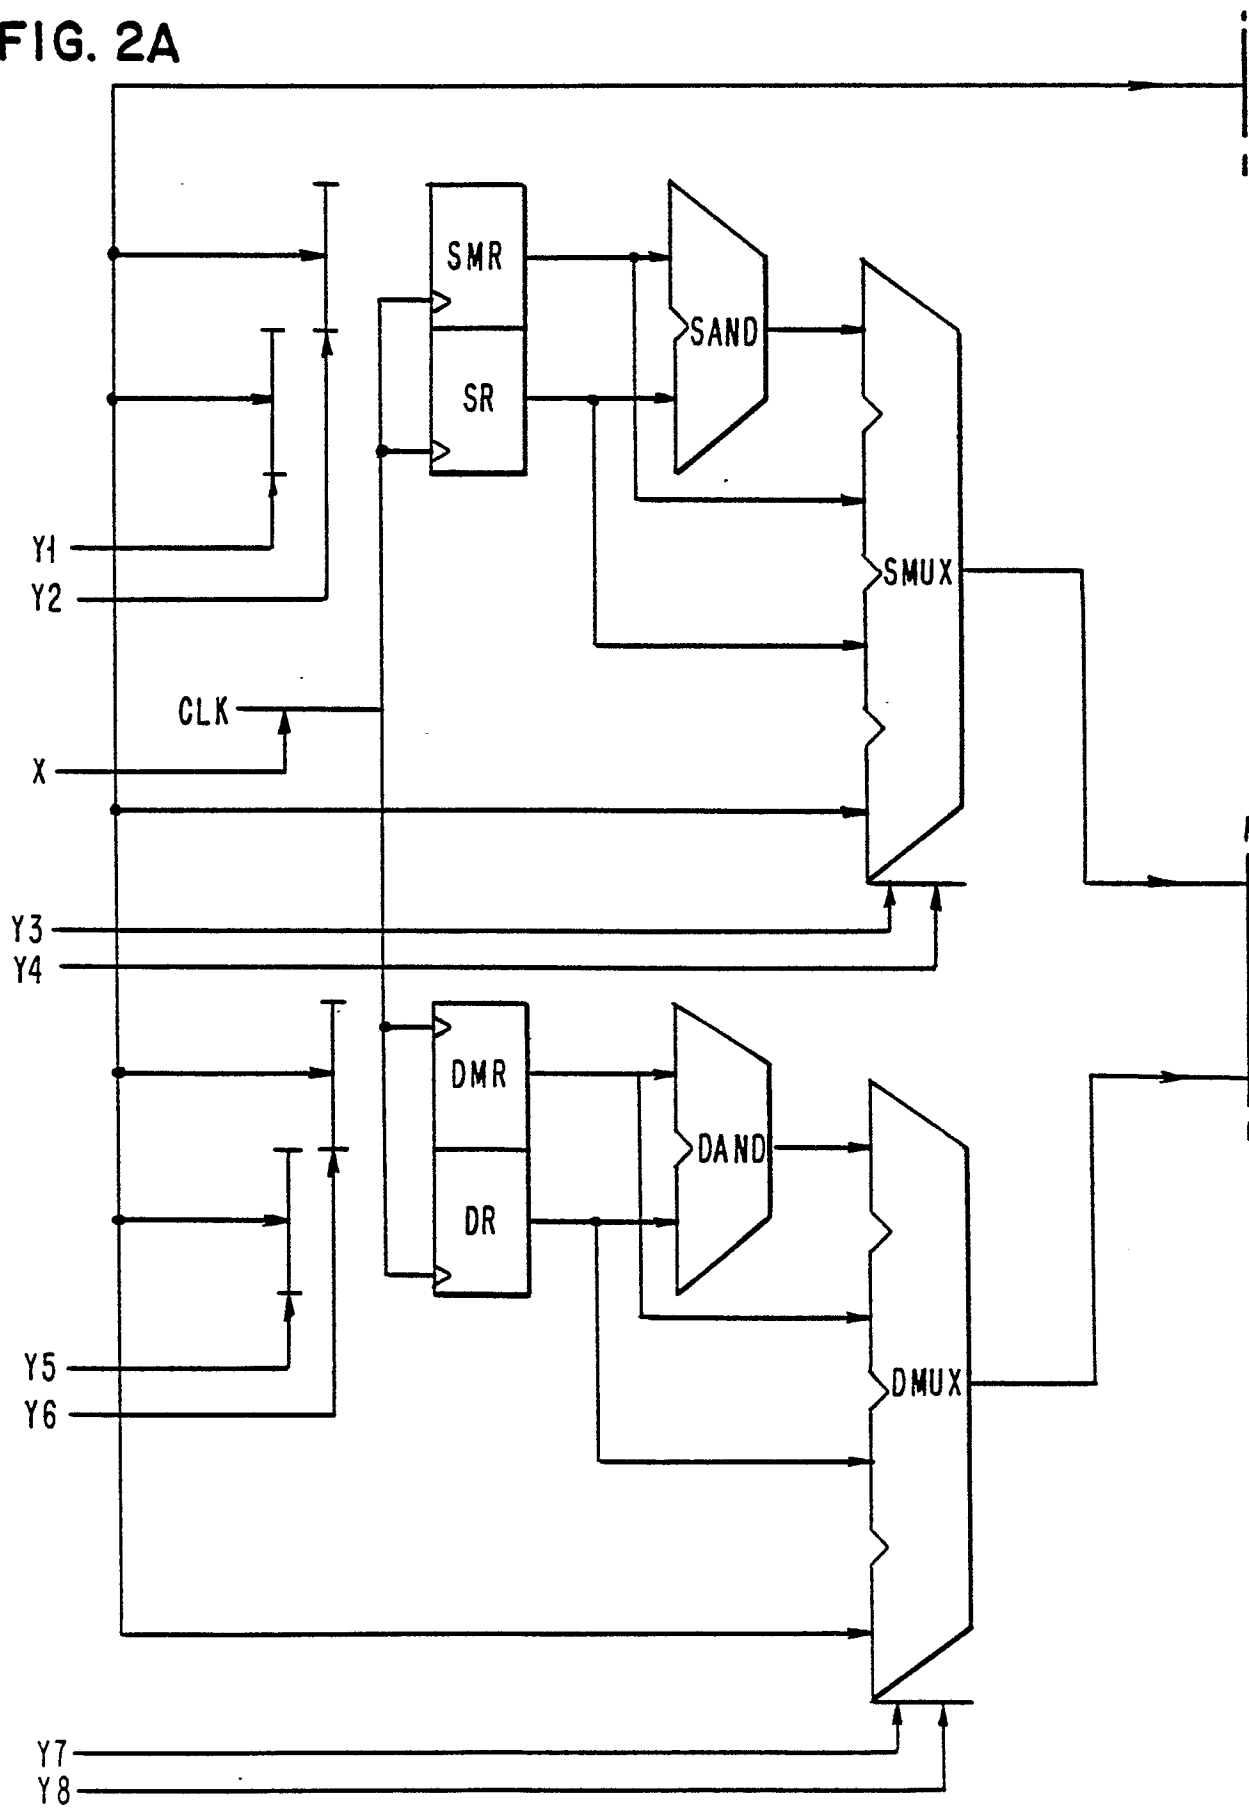 FIG. 2A
SMR
SAND
SR
Y1
SMUX
Y2
CLK
X
Y3
Y4
DMR
DAND
DR
Y5
DMUX
Y6
Y7
Y8